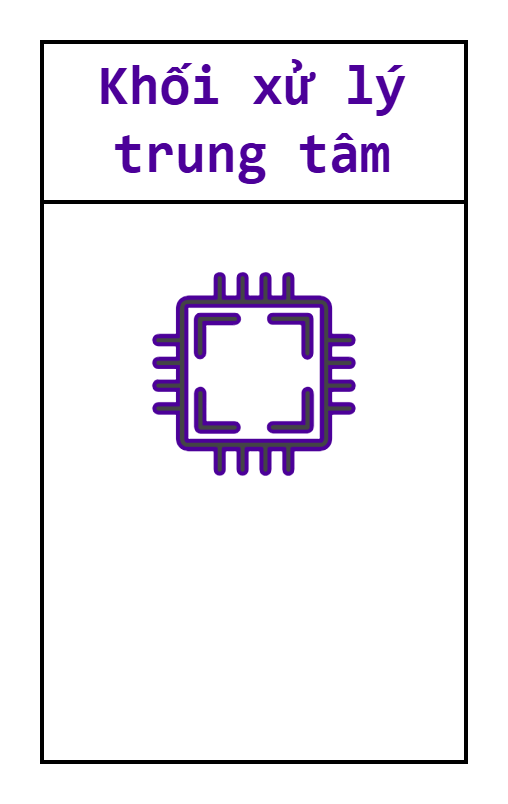 Khối xử lý
trung tâm